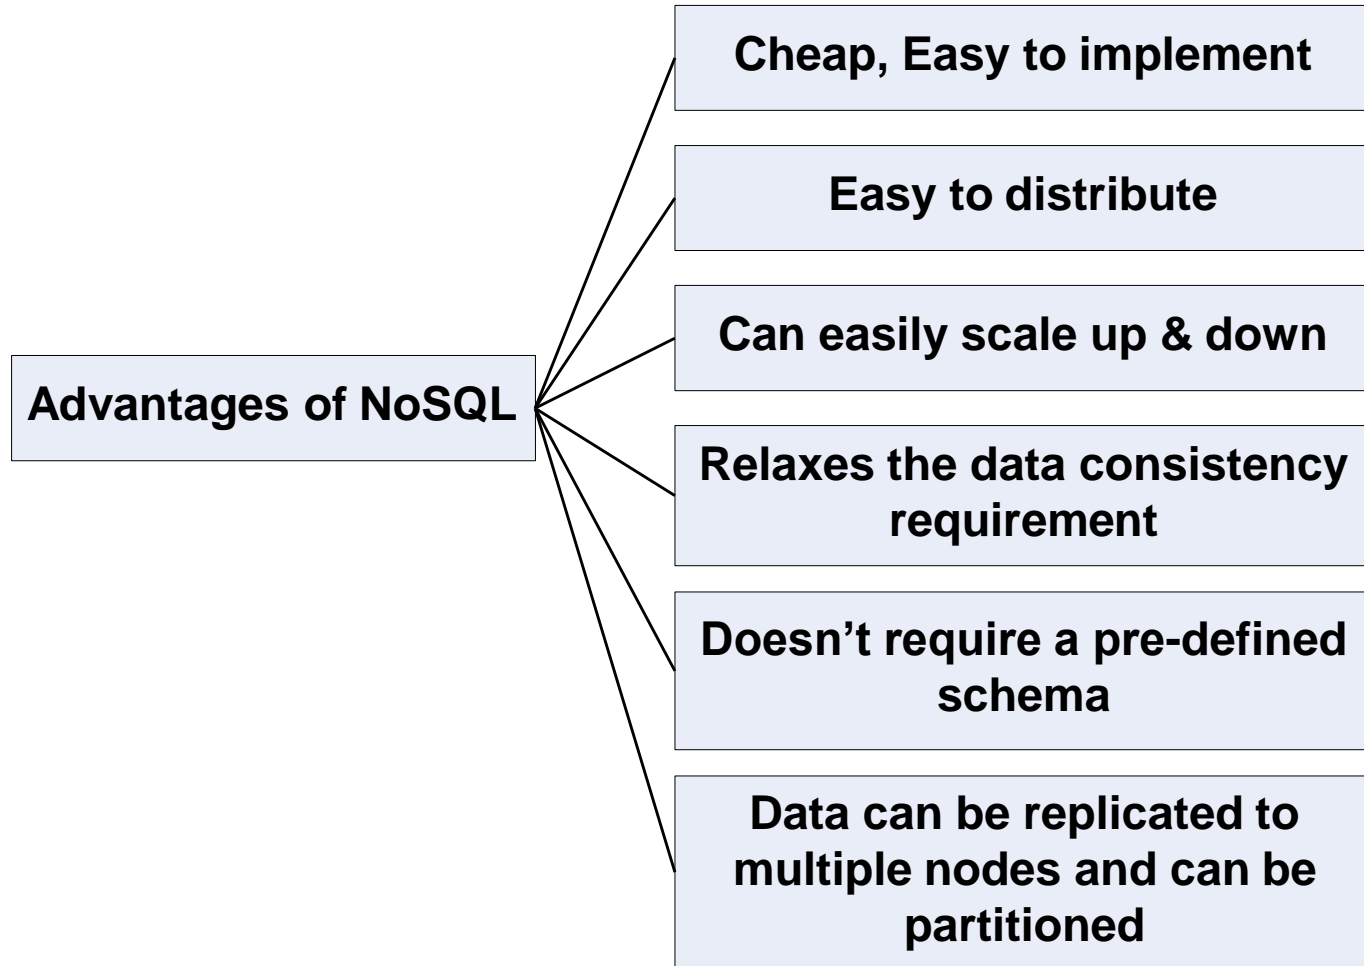 Cheap, Easy to implement
Easy to distribute
Can easily scale up & down
Advantages of NoSQL
Relaxes the data consistency
requirement
Doesn’t require a pre-defined
schema
Data can be replicated to
multiple nodes and can be
partitioned